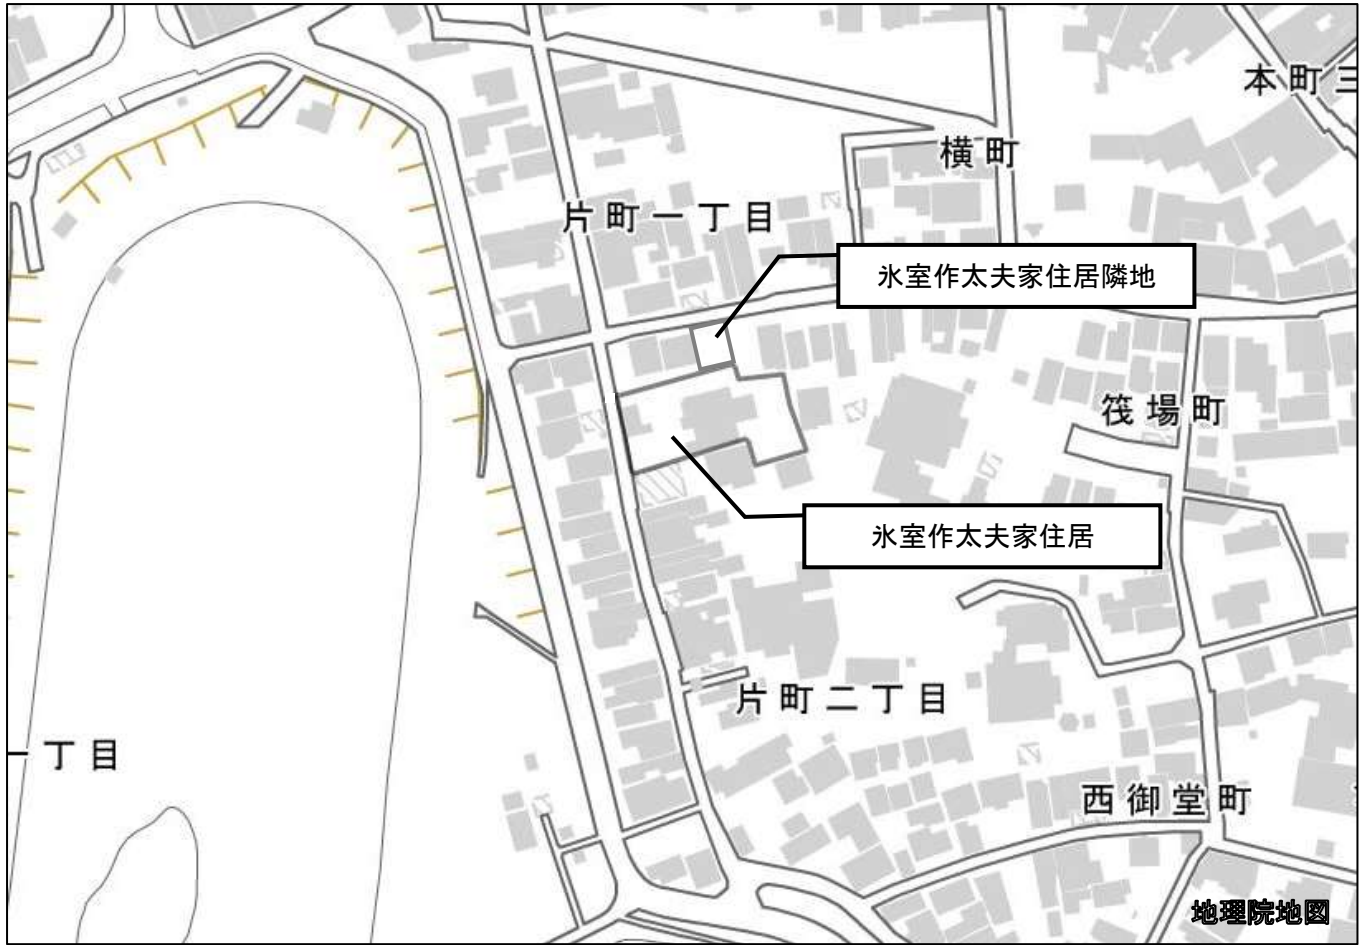 本町三
横町
片町一丁目
氷室作太夫家住居隣地
筏場町
氷室作太夫家住居
片町二丁目
一丁目
西御堂町
地理院地図